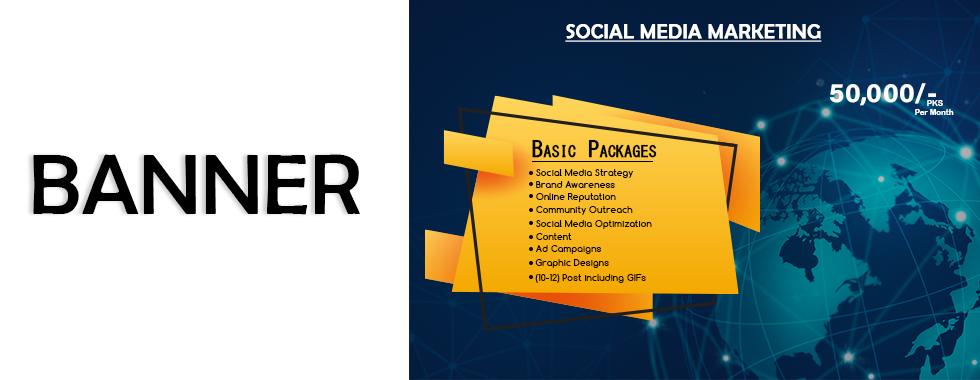 BANNER
SOCIAL MEDIA MARKETING
50,000/-
PKS
Per Month
Basic Packages
• Social Media Strategy
• Brand Awareness
• Online Reputation
• Community Outreach
• Social Media Optimization
• Content
• Ad Campaigns
• Graphic Designs
• (10-12) Post including GIFs